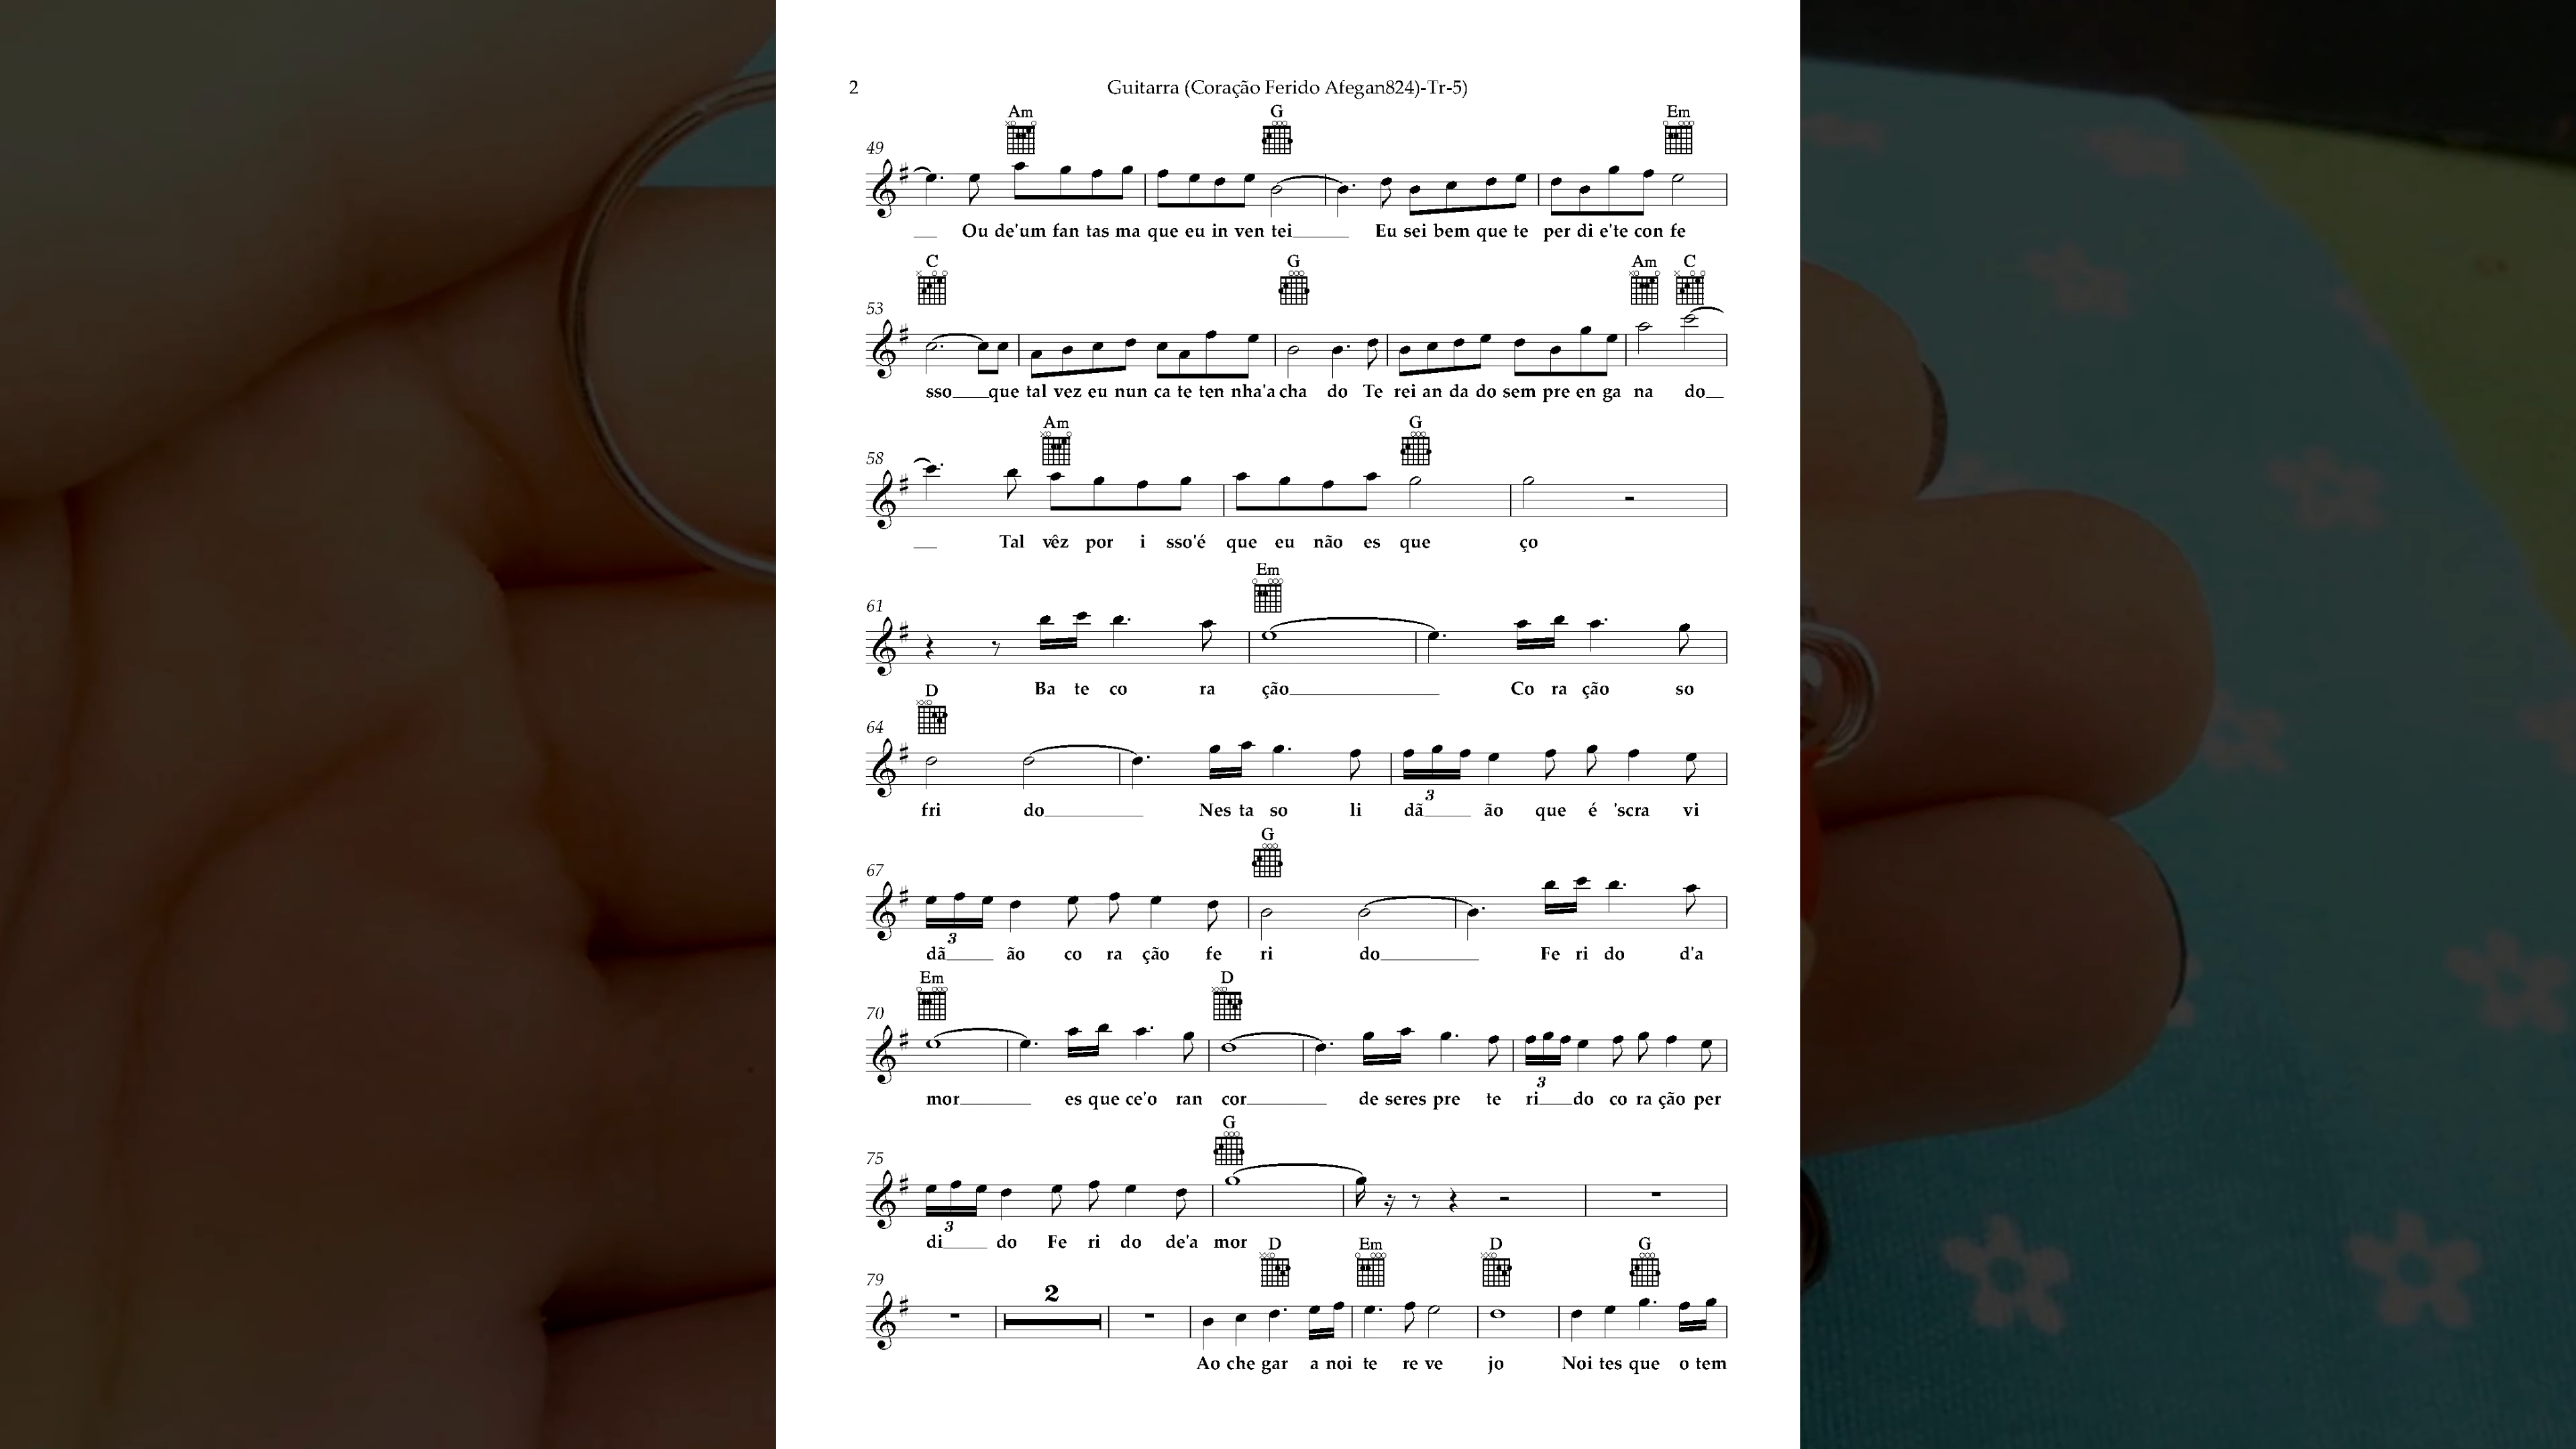 2 Guitarra (Coração Ferido Afegan824)-Tr-5)
Am G Em
49
Ou de'um fan tas ma que eu in ven tei Eu sei bem que te per di e'te con fe
C G Am C
53
sso que tal vez eu nun ca te ten nha'a cha do Te rei an da do sem pre en ga na do
Am G
58
Tal vêz por i sso'é que eu não es que ço
Em
61
Ba te co ra ção Co ra ção so
D
64
3
fri do Nes ta so li dã ão que é 'scra vi
G
67
3
dã ão co ra ção fe ri do Fe ri do d'a
Em D
70
3
mor es que ce'o ran cor de seres pre te ri do co ra ção per
G
75
3
di do Fe ri do de'a mor
D Em D G
79 2
Ao che gar a noi te re ve jo Noi tes que o tem